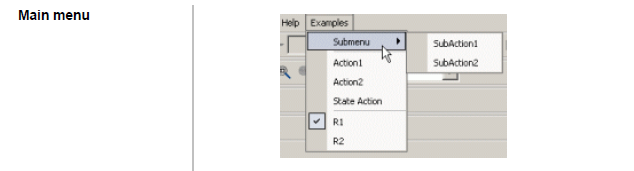 Main menu
Help Examples
Submenu SubAction1
SubAction2
Action1
Action2
State Action
R1
R2